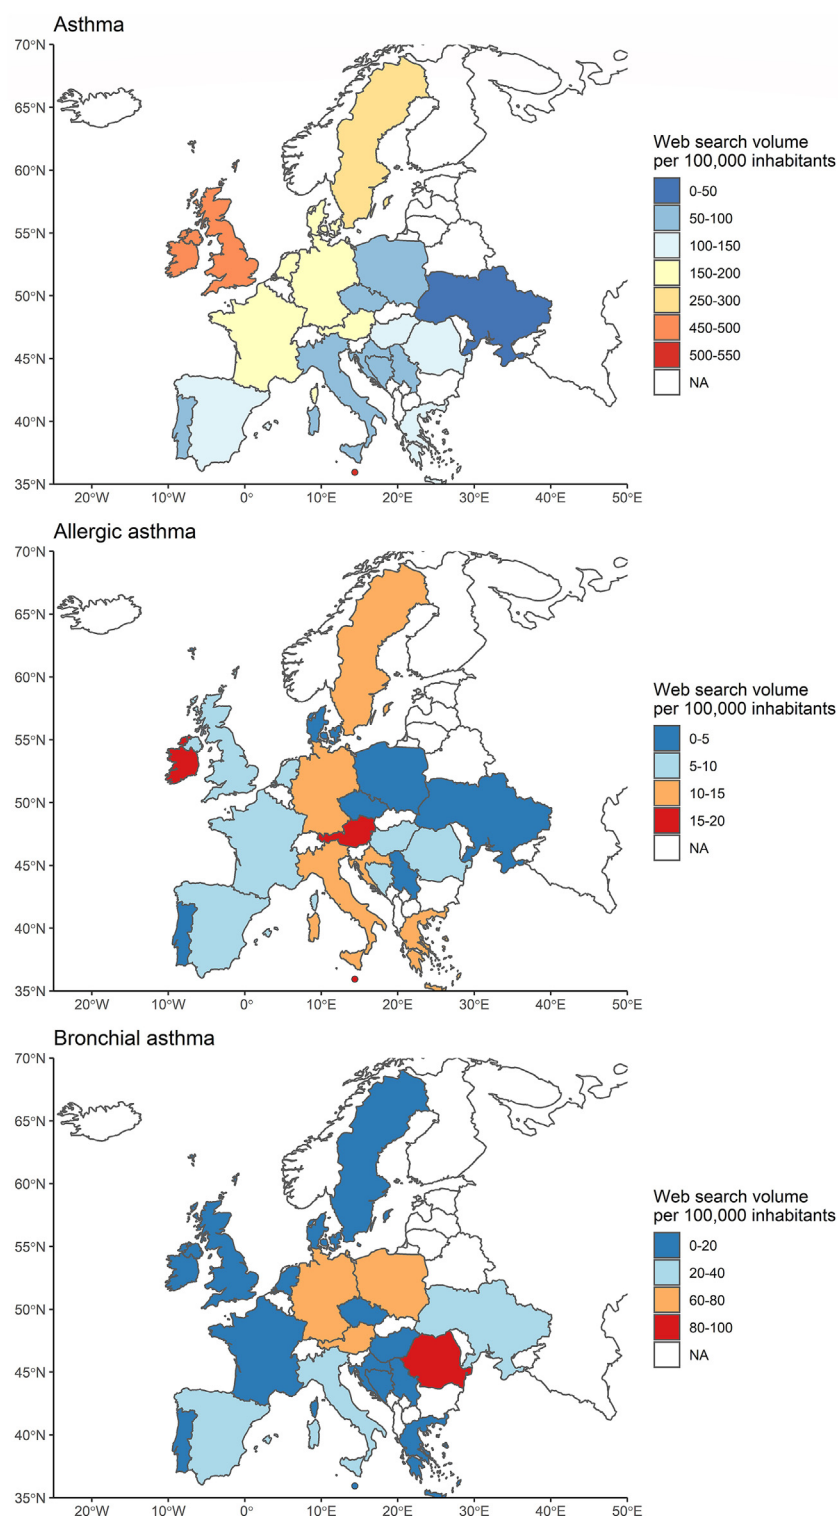 Asthma
70°N
65°N
60°N
55°N
50°N
45°N
40°N
35°N
20°W 10°W 0° 10°E 20°E 30°E 40°E 50°E
Web search volume
per 100,000 inhabitants
0-50
50-100
100-150
150-200
250-300
450-500
500-550
NA
Allergic asthma
70°N
65°N
60°N
55°N
50°N
45°N
40°N
35°N
20°W 10°W 0° 10°E 20°E 30°E 40°E 50°E
Web search volume
per 100,000 inhabitants
0-5
5-10
10-15
15-20
NA
Bronchial asthma
70°N
65°N
60°N
55°N
50°N
45°N
40°N
35°N
20°W 10°W 0° 10°E 20°E 30°E 40°E 50°E
Web search volume
per 100,000 inhabitants
0-20
20-40
60-80
80-100
NA